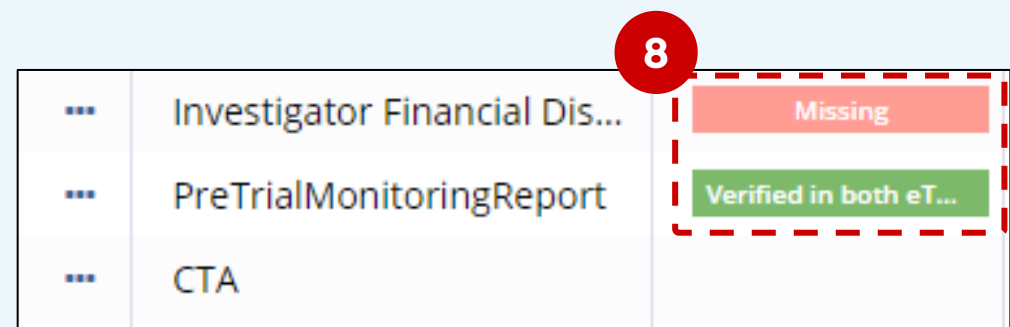 8
... Investigator Financial Dis... Missing
... PreTrialMonitoringReport Verified in both eT...
... CTA